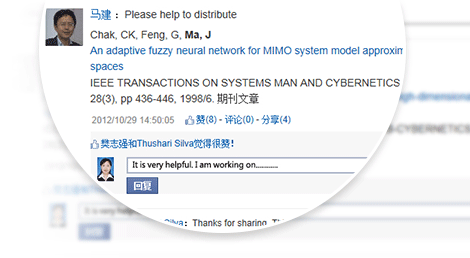 马建 ： Please help to distribute
Chak, CK, Feng, G, Ma, J
An adaptive fuzzy neural network for MIMO system model approxim
spaces
IEEE TRANSACTIONS ON SYSTEMS MAN AND CYBERNETICS
28(3), pp 436-446, 1998/6. 期刊文章
2012/10/29 14:50:05 赞(8) - 评论(0) - 分享(4)
樊志强和Thushari Silva觉得很赞！
It is very helpful. I am working on...........
回复
Silva： Thanks for sharing.